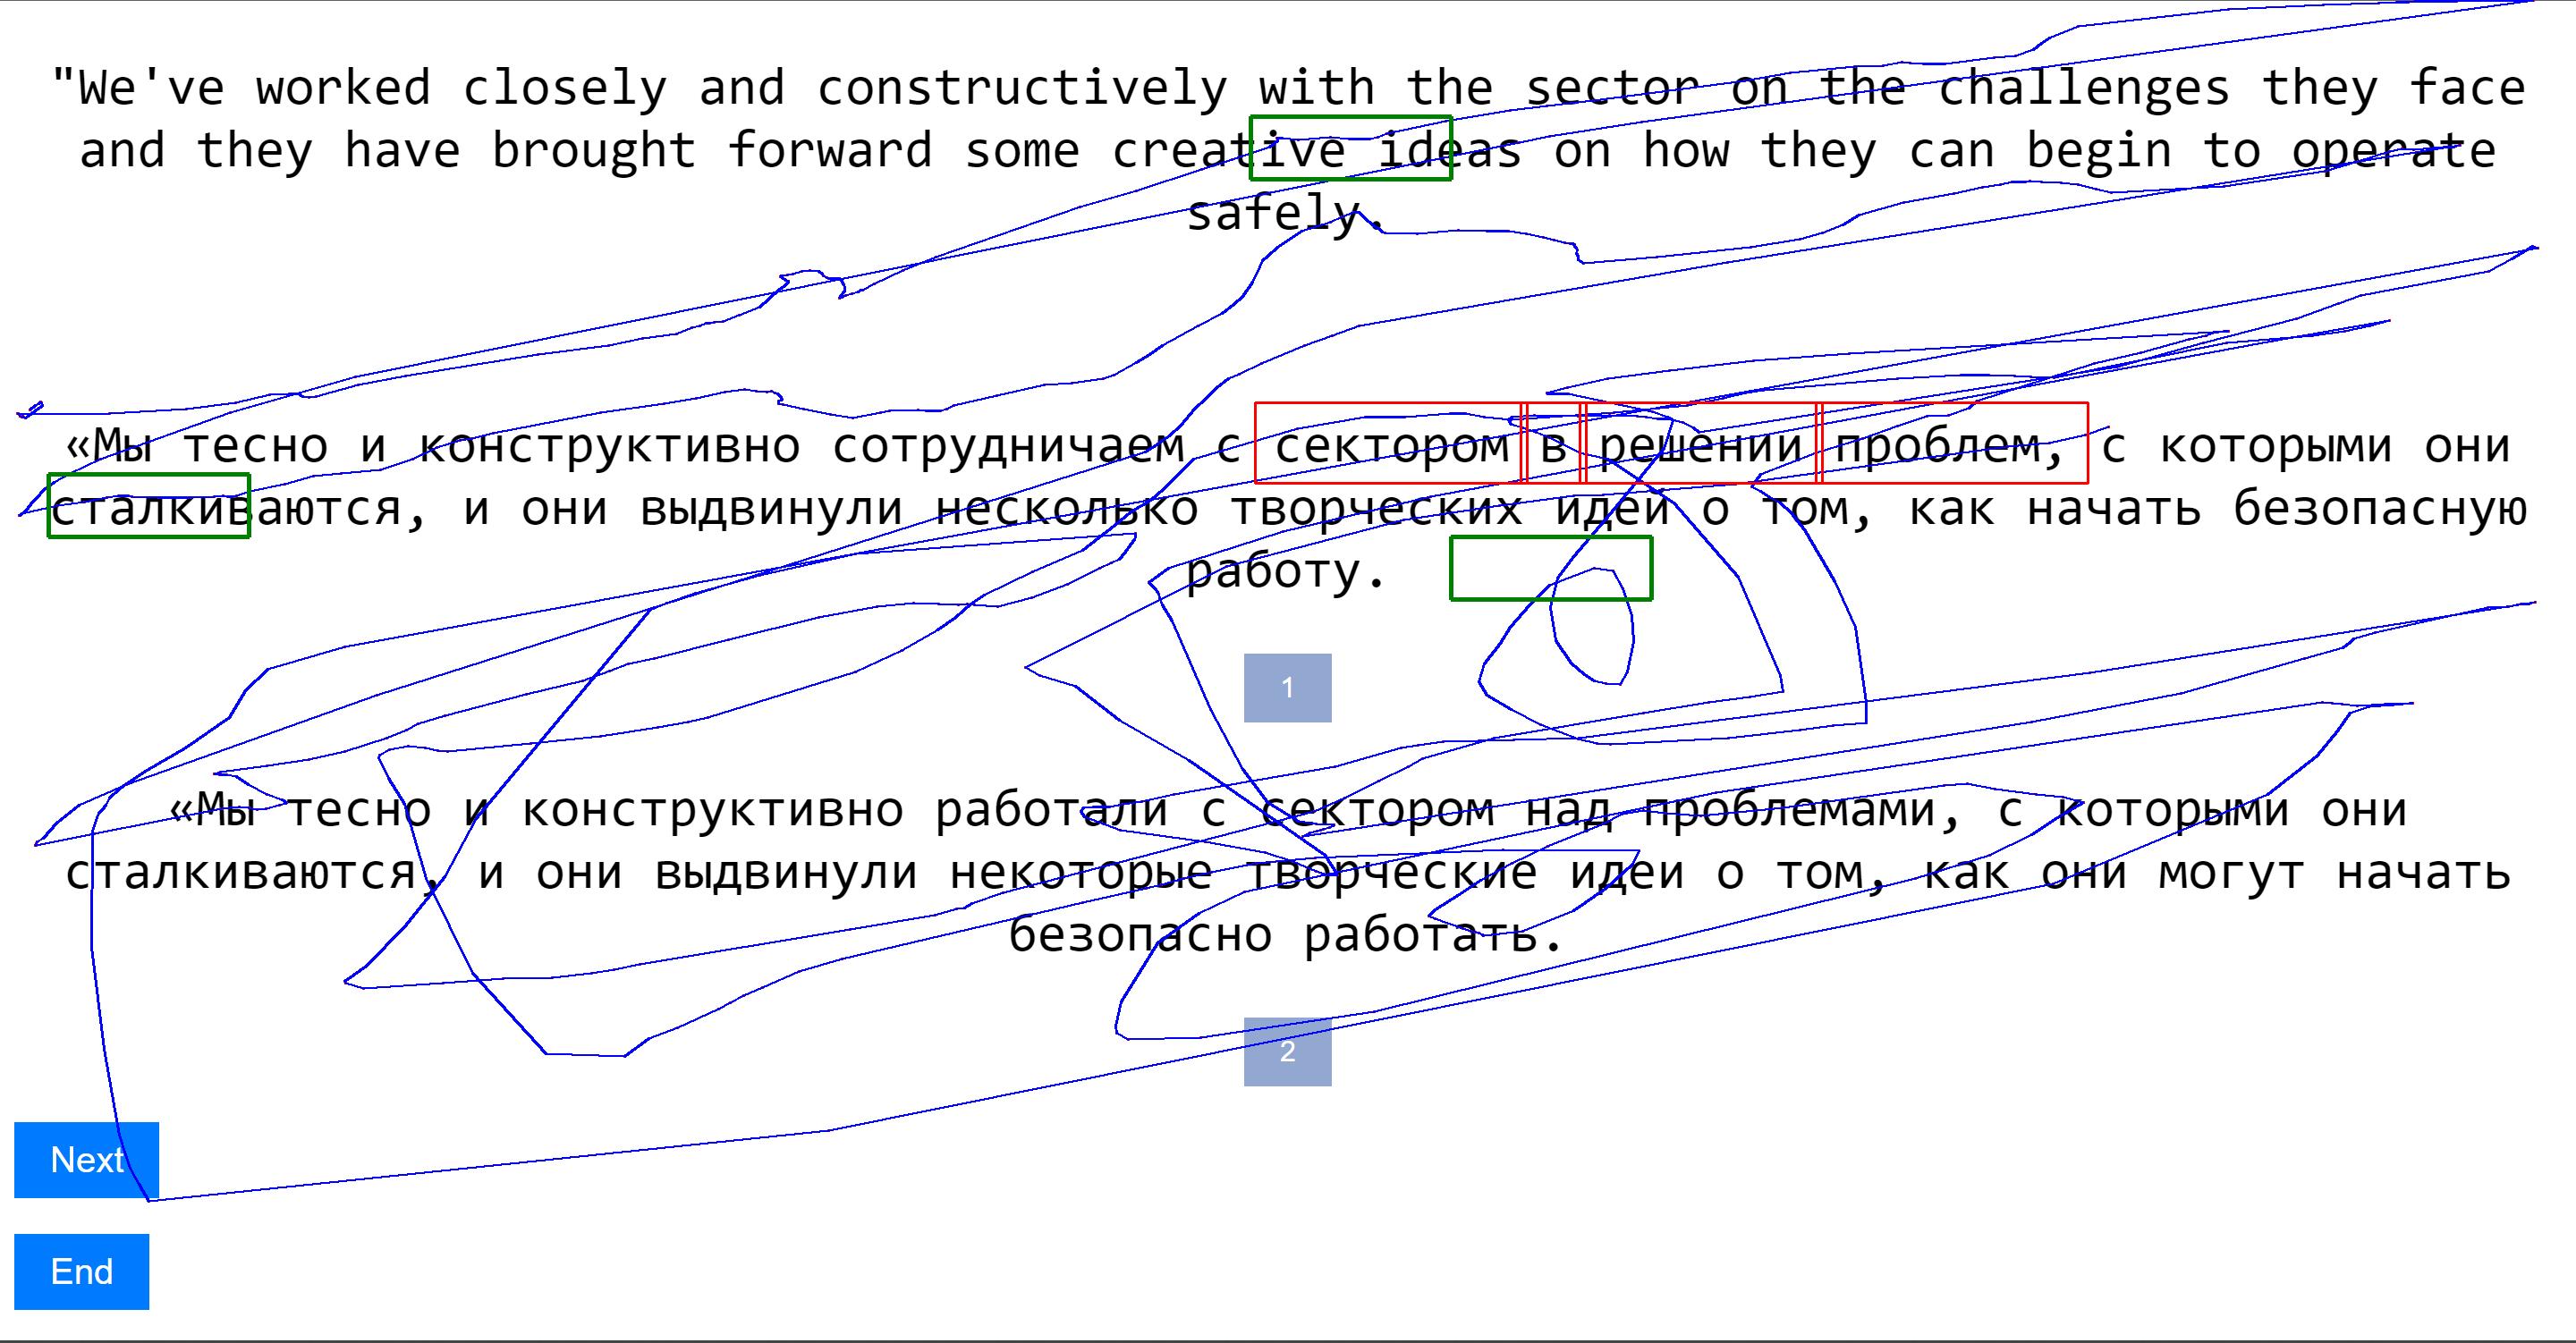 "We've worked closely and constructively with the sector on the challenges they face
and they have brought forward some creative ideas on how they can begin to operate
safely.
«Мы тесно и конструктивно сотрудничаем с сектором в решении проблем, с которыми они
сталкиваются, и они выдвинули несколько творческих идей о том, как начать безопасную
работу.
1
«Мы тесно и конструктивно работали с сектором над проблемами, с которыми они
сталкиваются, и они выдвинули некоторые творческие идеи о том, как они могут начать
безопасно работать.
2
Next
End